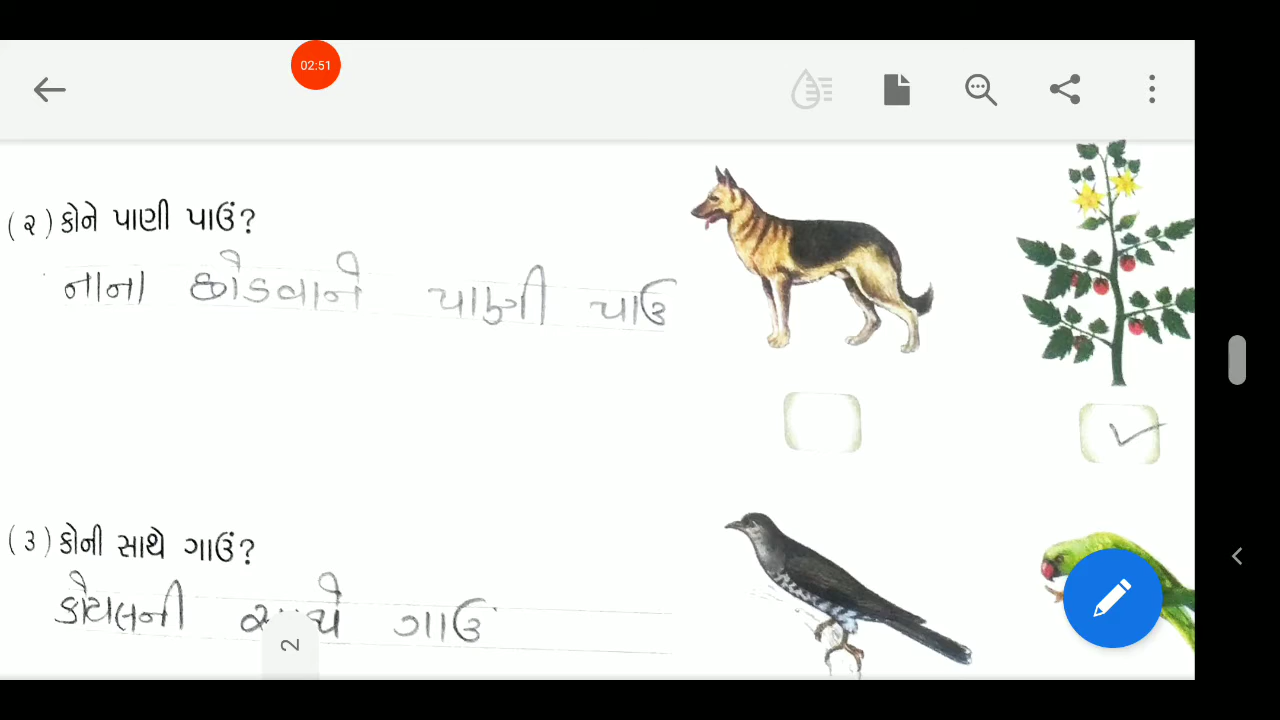 02:51
(૨) કોને પાણી પાઉં?
નાના છોડવાને પાણી પાઉ
(૩) કોની સાથે ગાઉં?
કોયલની સાથે ગાઉ
2